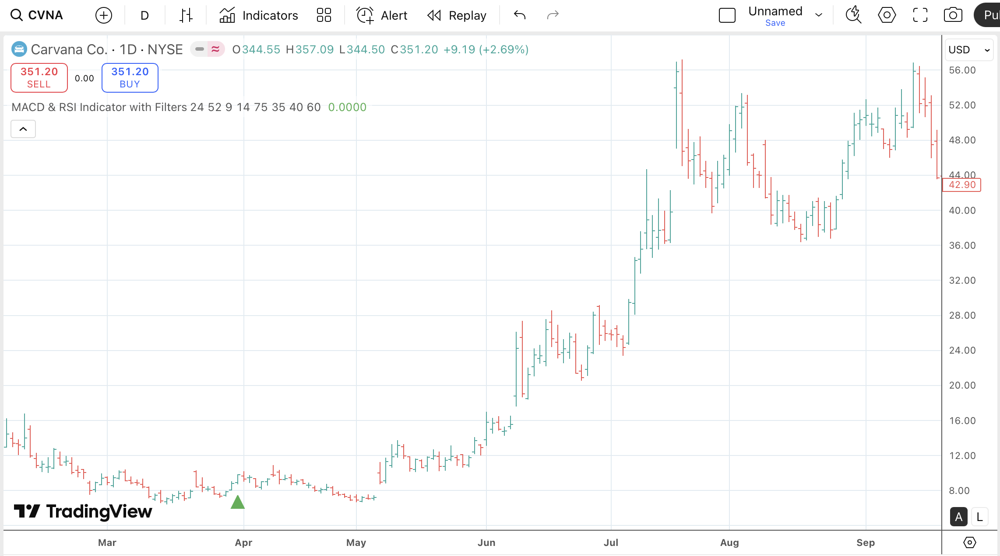 CVNA D Indicators Alert Replay Unnamed
Save
Pu
Carvana Co. · 1D · NYSE O344.55 H357.09 L344.50 C351.20 +9.19 (+2.69%) USD
351.20 SELL 0.00 351.20 BUY
MACD & RSI Indicator with Filters 24 52 9 14 75 35 40 60 0.0000
56.00
52.00
48.00
44.00
42.90
40.00
36.00
32.00
28.00
24.00
20.00
16.00
12.00
8.00
TradingView
A L
Mar Apr May Jun Jul Aug Sep